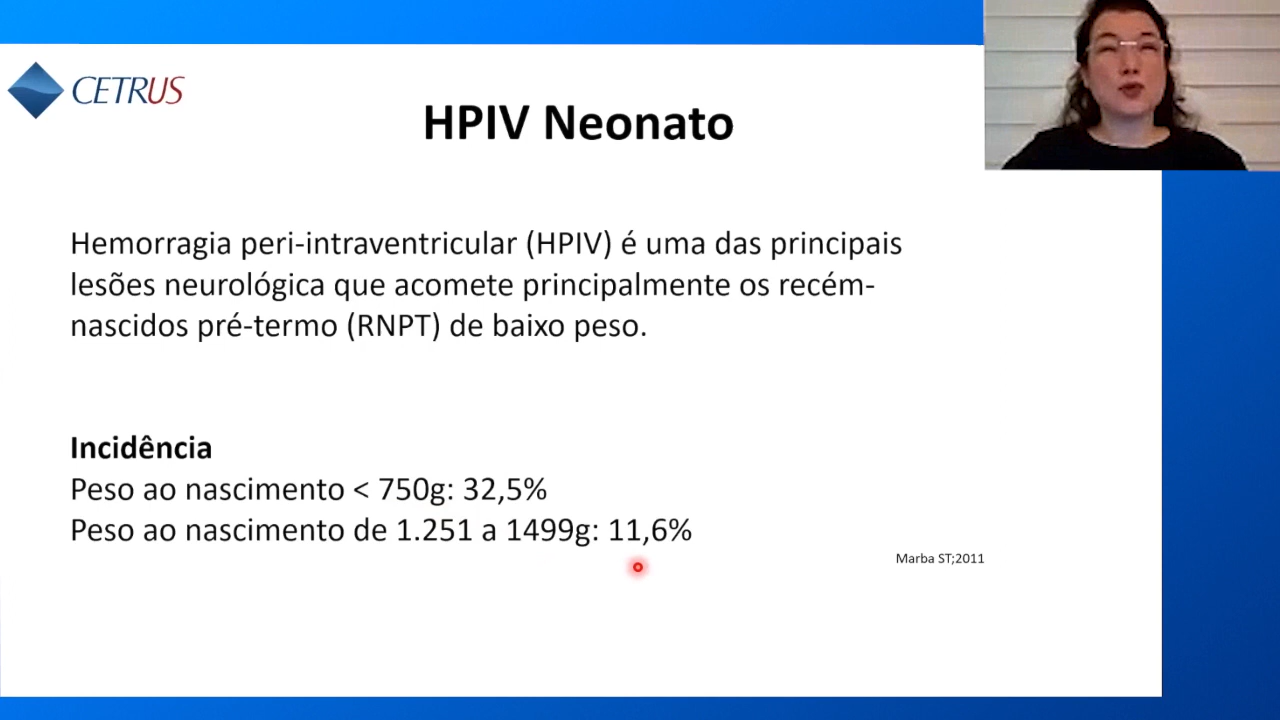 CETRUS
HPIV Neonato
Hemorragia peri-intraventricular (HPIV) é uma das principais
lesões neurológica que acomete principalmente os recém-
nascidos pré-termo (RNPT) de baixo peso.
Incidência
Peso ao nascimento < 750g: 32,5%
Peso ao nascimento de 1.251 a 1499g: 11,6%
Marba ST;2011